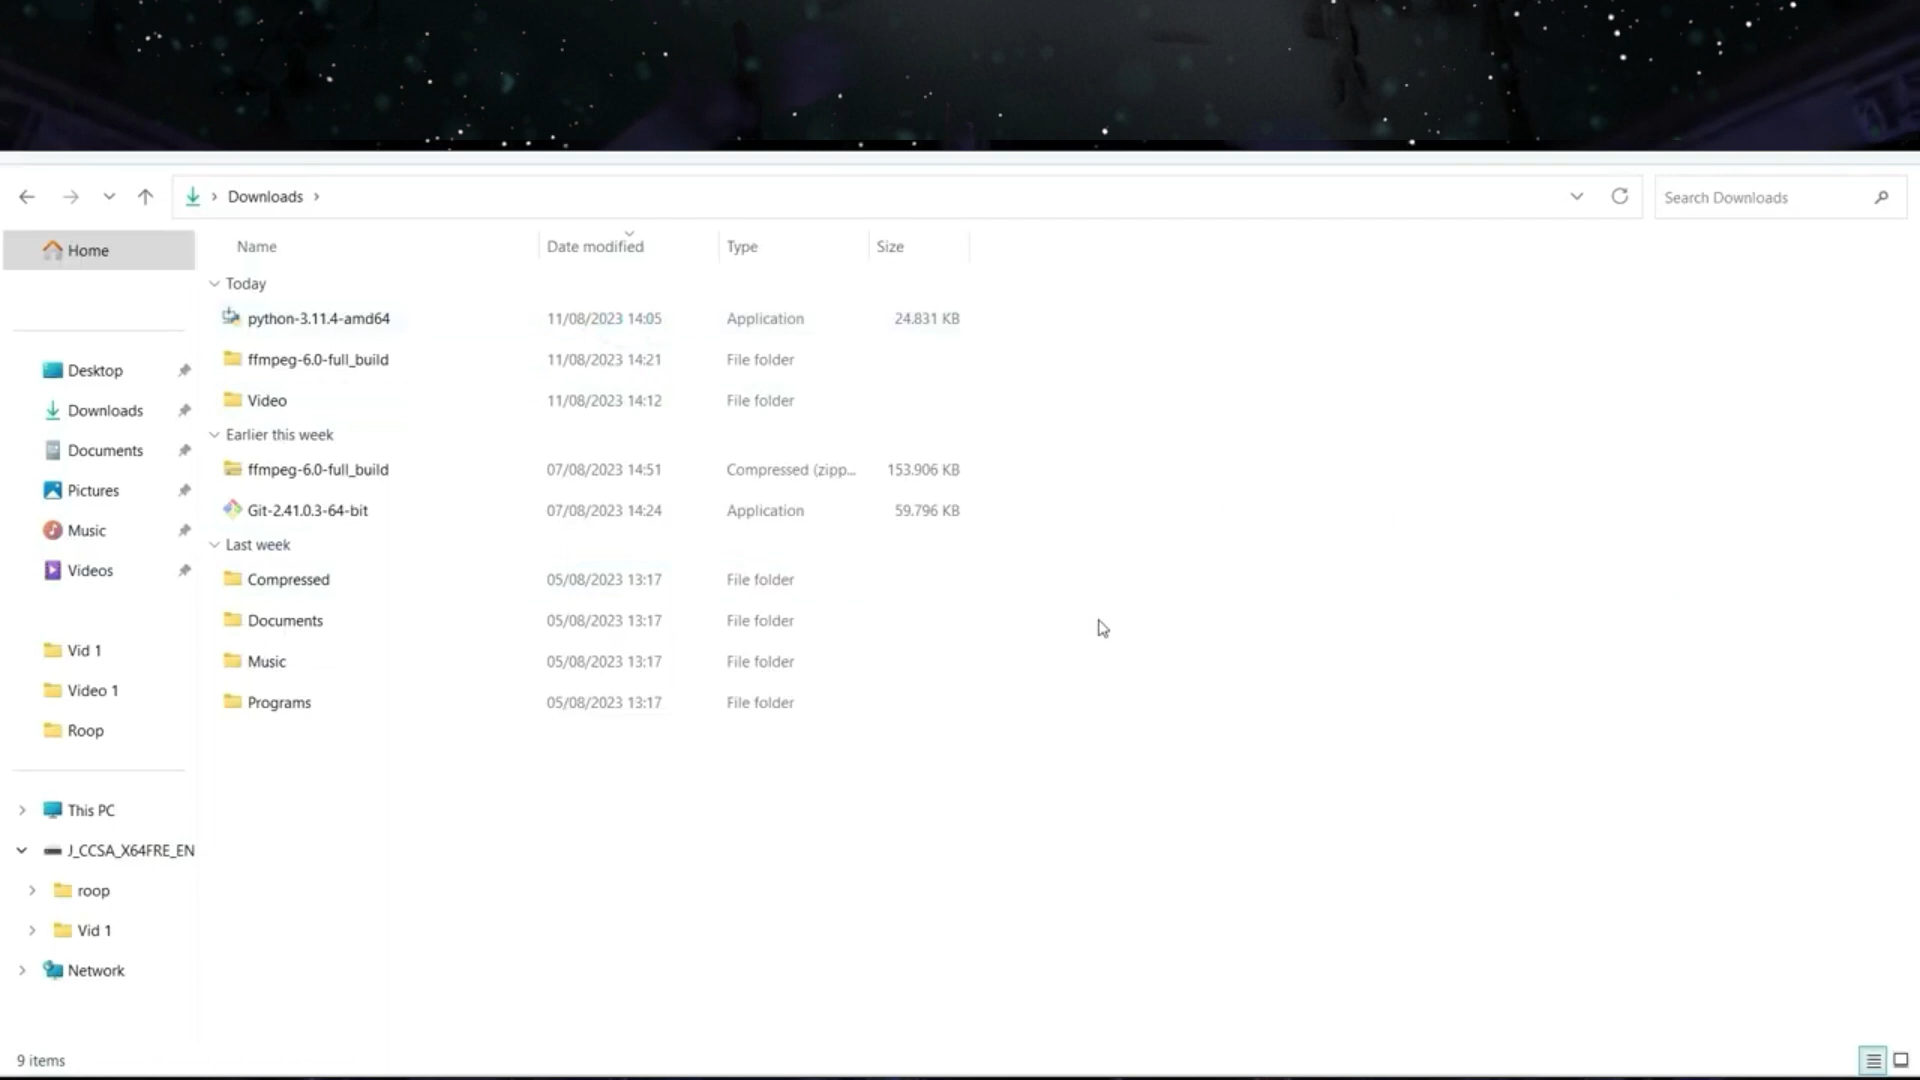 Downloads
Search Downloads
Home
Desktop
Downloads
Documents
Pictures
Music
Videos
Vid 1
Video 1
Roop
This PC
J_CCSA_X64FRE_EN
roop
Vid 1
Network
Name Date modified Type Size
Today
python-3.11.4-amd64 11/08/2023 14:05 Application 24.831 KB
ffmpeg-6.0-full_build 11/08/2023 14:21 File folder
Video 11/08/2023 14:12 File folder
Earlier this week
ffmpeg-6.0-full_build 07/08/2023 14:51 Compressed (zipp... 153.906 KB
Git-2.41.0.3-64-bit 07/08/2023 14:24 Application 59.796 KB
Last week
Compressed 05/08/2023 13:17 File folder
Documents 05/08/2023 13:17 File folder
Music 05/08/2023 13:17 File folder
Programs 05/08/2023 13:17 File folder
9 items